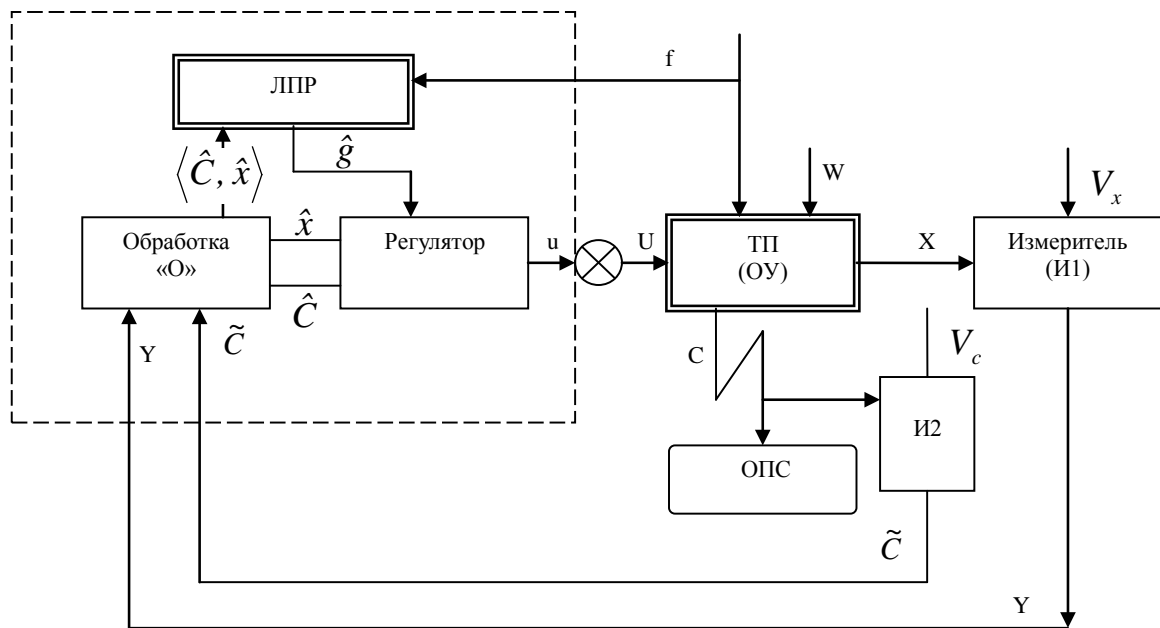 f
ЛПР
ĝ
⟨Ĉ, x̂⟩
W
V_x
Обработка
«О»
x̂
Ĉ
Регулятор
u
U
ТП
(ОУ)
X
Измеритель
(И1)
Y
C̃
C
V_c
И2
ОПС
C̃
Y